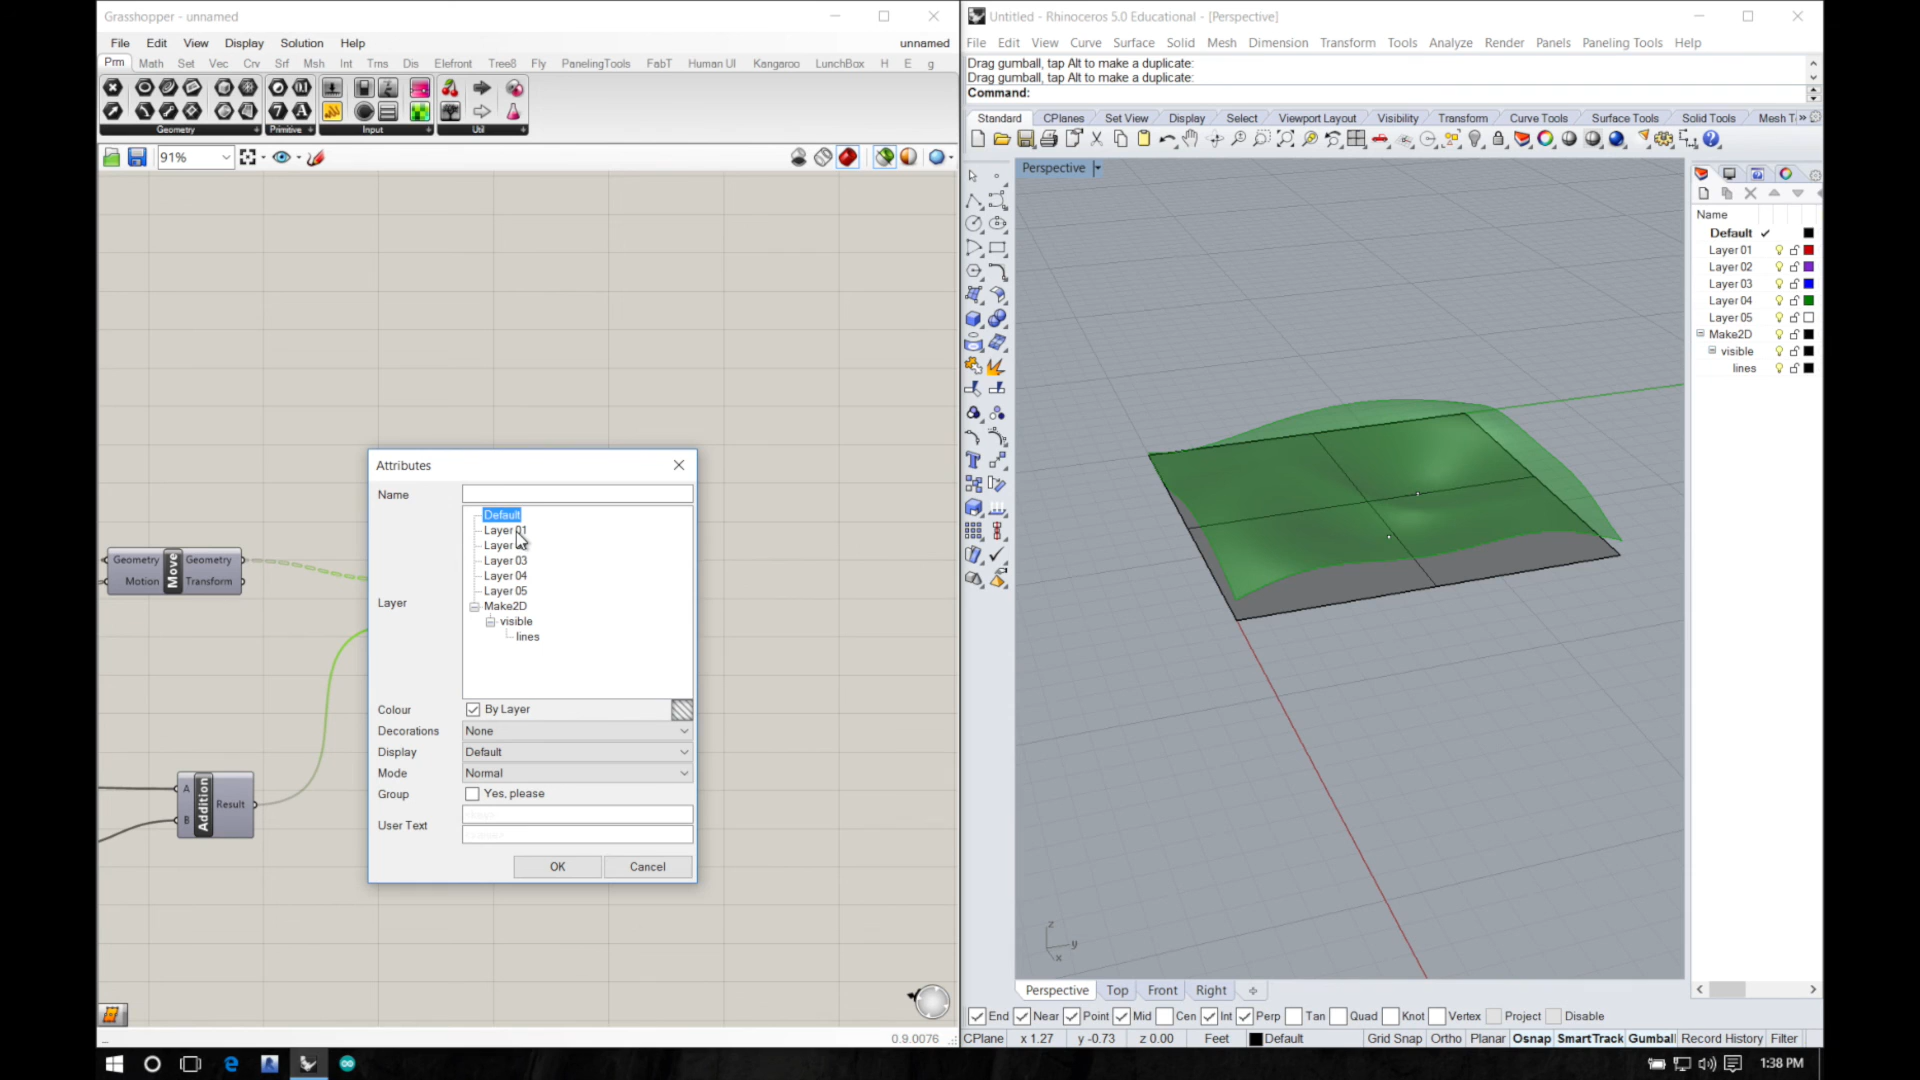 Grasshopper - unnamed
File Edit View Display Solution Help unnamed
Prm Math Set Vec Crv Srf Msh Int Trns Dis Elefront Tree8 Fly PanelingTools FabT Human UI Kangaroo LunchBox H E g
Geometry Primitive Input Util
91%
Geometry Move Geometry
Motion Transform
A Addition Result
B
Attributes
Name
Layer
Default
Layer 01
Layer
Layer 03
Layer 04
Layer 05
Make2D
visible
lines
Colour By Layer
Decorations None
Display Default
Mode Normal
Group Yes, please
User Text
OK Cancel
0.9.0076
Untitled - Rhinoceros 5.0 Educational - [Perspective]
File Edit View Curve Surface Solid Mesh Dimension Transform Tools Analyze Render Panels Paneling Tools Help
Drag gumball, tap Alt to make a duplicate:
Drag gumball, tap Alt to make a duplicate:
Command:
Standard CPlanes Set View Display Select Viewport Layout Visibility Transform Curve Tools Surface Tools Solid Tools Mesh T
Perspective
Name
Default
Layer 01
Layer 02
Layer 03
Layer 04
Layer 05
Make2D
visible
lines
z
y
x
Perspective Top Front Right
End Near Point Mid Cen Int Perp Tan Quad Knot Vertex Project Disable
CPlane x 1.27 y -0.73 z 0.00 Feet Default Grid Snap Ortho Planar Osnap SmartTrack Gumball Record History Filter
1:38 PM